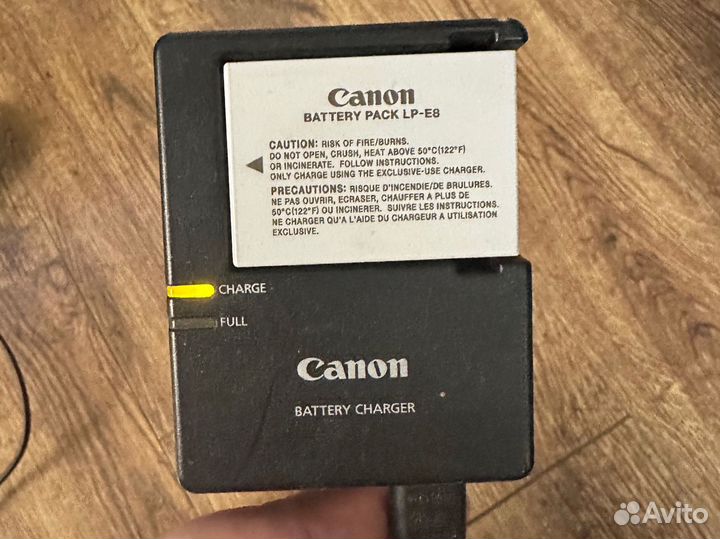 Canon
BATTERY PACK LP-E8
CAUTION: RISK OF FIRE/BURNS.
DO NOT OPEN, CRUSH, HEAT ABOVE 50°C(122°F)
OR INCINERATE. FOLLOW INSTRUCTIONS.
ONLY CHARGE USING THE EXCLUSIVE-USE CHARGER.
PRECAUTIONS: RISQUE D'INCENDIE/DE BRULURES.
NE PAS OUVRIR, ECRASER, CHAUFFER A PLUS DE
50°C(122°F) OU INCINERER. SUIVRE LES INSTRUCTIONS.
NE CHARGER QU'A L'AIDE DU CHARGEUR A UTILISATION
EXCLUSIVE.
CHARGE
FULL
Canon
BATTERY CHARGER
Avito